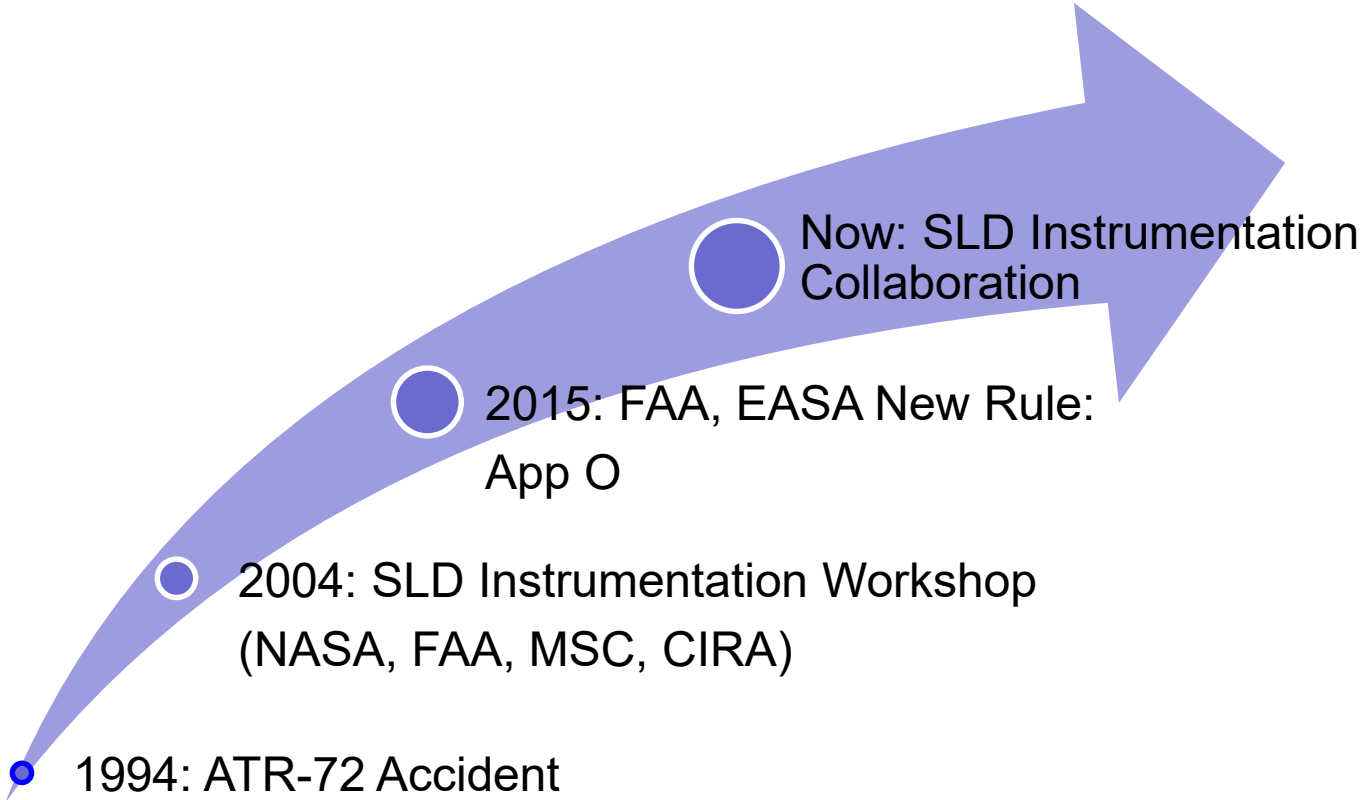 Now: SLD Instrumentation
Collaboration
2015: FAA, EASA New Rule:
App O
2004: SLD Instrumentation Workshop
(NASA, FAA, MSC, CIRA)
1994: ATR-72 Accident